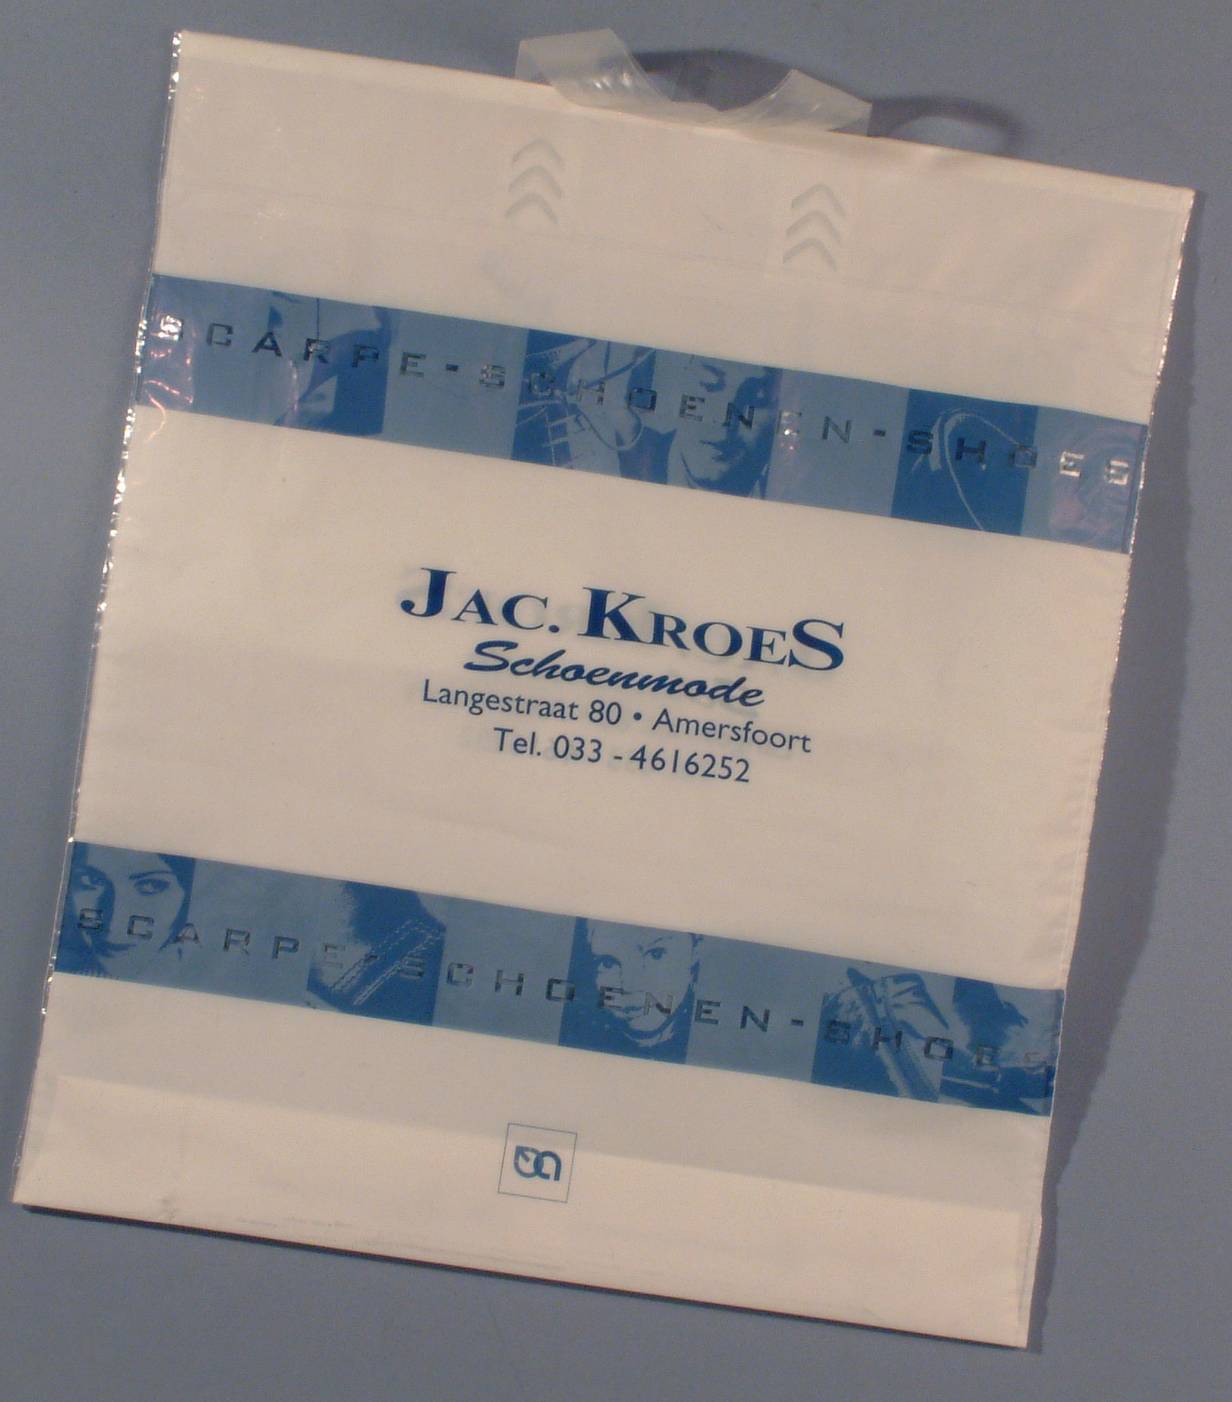 SCARPE-SCHOENEN-SHOES
JAC. KROES
Schoenmode
Langestraat 80 • Amersfoort
Tel. 033 - 4616252
SCARPE-SCHOENEN-SHOES